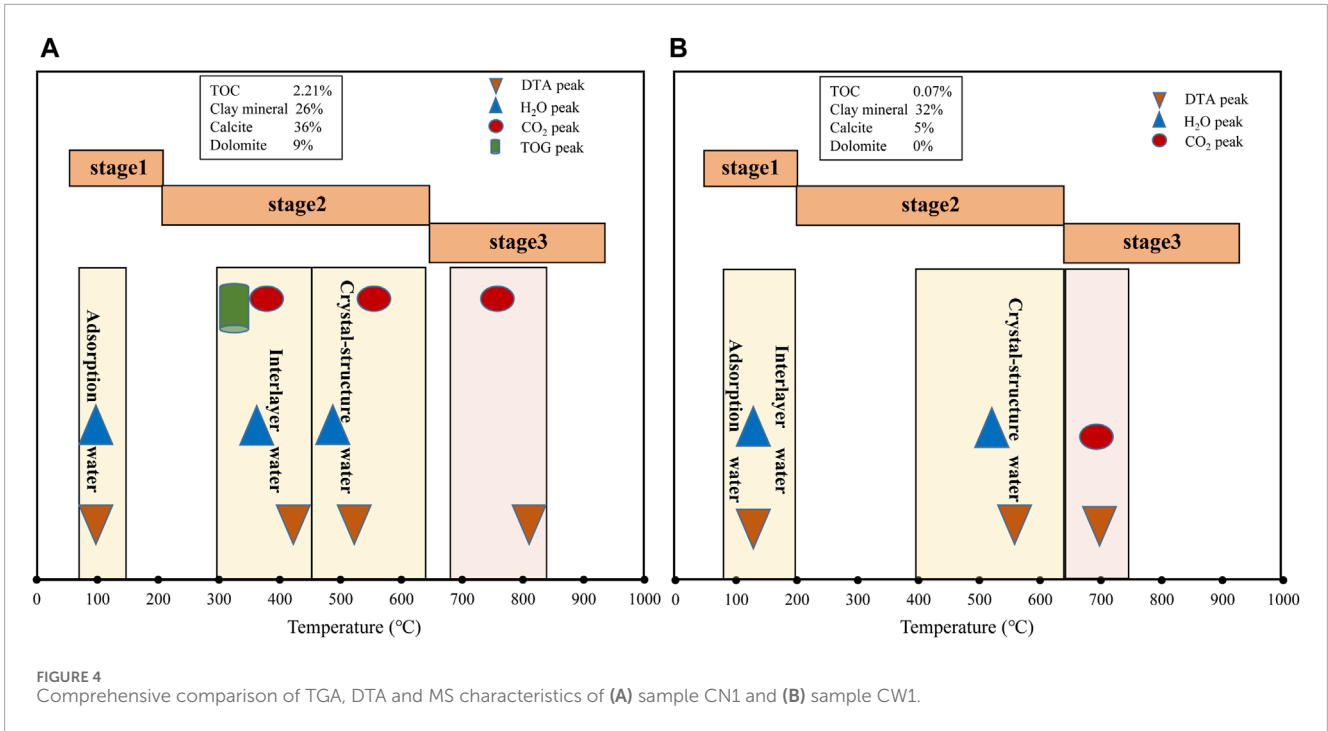 A
TOC 2.21%
Clay mineral 26%
Calcite 36%
Dolomite 9%
DTA peak
H₂O peak
CO₂ peak
TOG peak
stage1
stage2
stage3
Adsorption water
Interlayer water
Crystal-structure water
0 100 200 300 400 500 600 700 800 900 1000
Temperature (℃)
B
TOC 0.07%
Clay mineral 32%
Calcite 5%
Dolomite 0%
DTA peak
H₂O peak
CO₂ peak
stage1
stage2
stage3
Adsorption water
Interlayer water
Crystal-structure water
0 100 200 300 400 500 600 700 800 900 1000
Temperature (℃)
FIGURE 4
Comprehensive comparison of TGA, DTA and MS characteristics of (A) sample CN1 and (B) sample CW1.